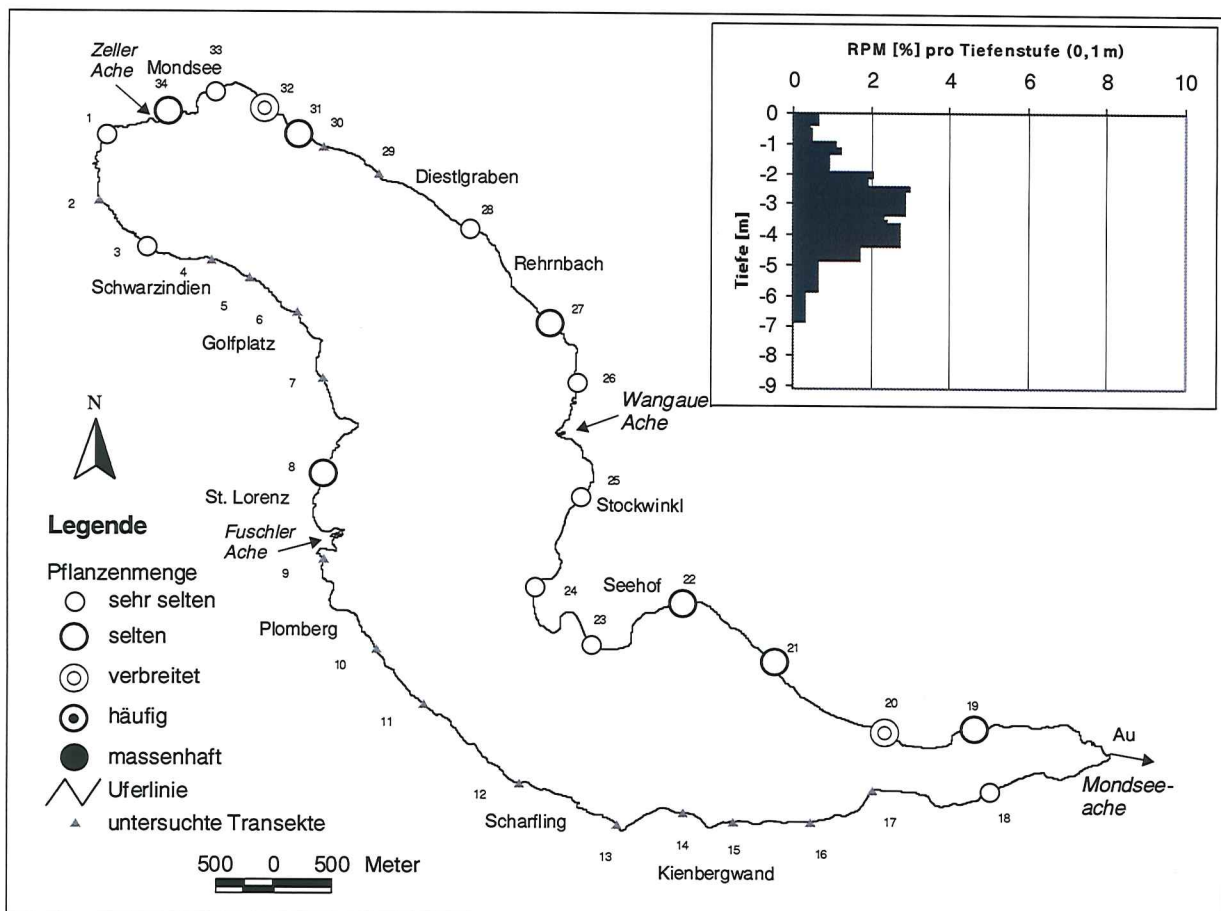 Zeller
Ache
Mondsee
33
34
32
31
30
1
29
Diestlgraben
2
28
3
4
Schwarzindien
5
6
Golfplatz
Rehrnbach
27
7
26
Wangaue
Ache
N
8
St. Lorenz
25
Stockwinkl
Fuschler
Ache
9
24
Seehof
22
23
Plomberg
10
21
11
20
19
Au
Mondsee-
ache
12
Scharfling
13
14
15
16
17
18
Kienbergwand
Legende
Pflanzenmenge
sehr selten
selten
verbreitet
häufig
massenhaft
Uferlinie
untersuchte Transekte
500 0 500 Meter
RPM [%] pro Tiefenstufe (0,1 m)
0 2 4 6 8 10
Tiefe [m]
0
-1
-2
-3
-4
-5
-6
-7
-8
-9